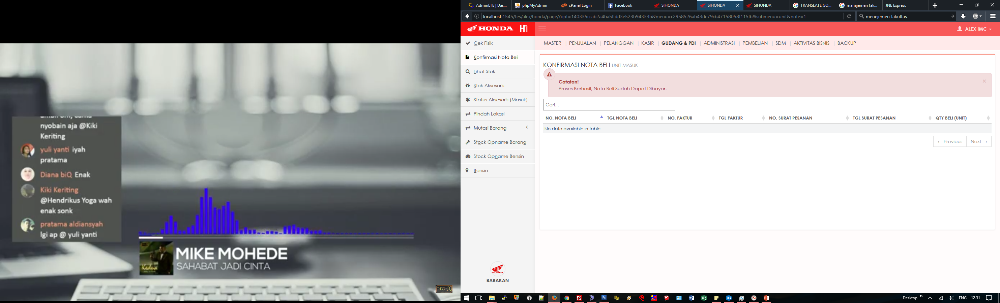 nyobain aja @Kiki
Keriting
yuli yanti iyah
pratama
Diana biQ Enak
Kiki Keriting
@Hendrikus Yoga wah
enak sonk
pratama aldiansyah
lgi ap @ yuli yanti
MIKE MOHEDE
SAHABAT JADI CINTA
Kedua
pro-M
AdminLTE | Das...
phpMyAdmin
cPanel Login
Facebook
SIHONDA
SIHONDA
SIHONDA
TRANSLATE GO...
manajemen fak...
JNE Express
localhost:1545/tes/alex/honda/page/?opt=140335ccab2a4ba5ffdd3e523b94333b&menu=c2958526ab43de79cb47158058f115fb&submenu=unit&note=1
menejemen fakultas
ABP
HONDA H1
ALEX IMC
MASTER | PENJUALAN | PELANGGAN | KASIR | GUDANG & PDI | ADMINISTRASI | PEMBELIAN | SDM | AKTIVITAS BISNIS | BACKUP
Cek Fisik
Konfirmasi Nota Beli
Lihat Stok
Stok Aksesoris
Status Aksesoris (Masuk)
Pindah Lokasi
Mutasi Barang
Stock Opname Barang
Stock Opname Bensin
Bensin
HONDA
BABAKAN
KONFIRMASI NOTA BELI UNIT MASUK
Catatan!
Proses Berhasil, Nota Beli Sudah Dapat Dibayar.
×
Cari...
NO. NOTA BELI TGL NOTA BELI NO. FAKTUR TGL FAKTUR NO. SURAT PESANAN TGL SURAT PESANAN QTY BELI (UNIT)
No data available in table
← Previous Next →
Desktop » ENG 12.31